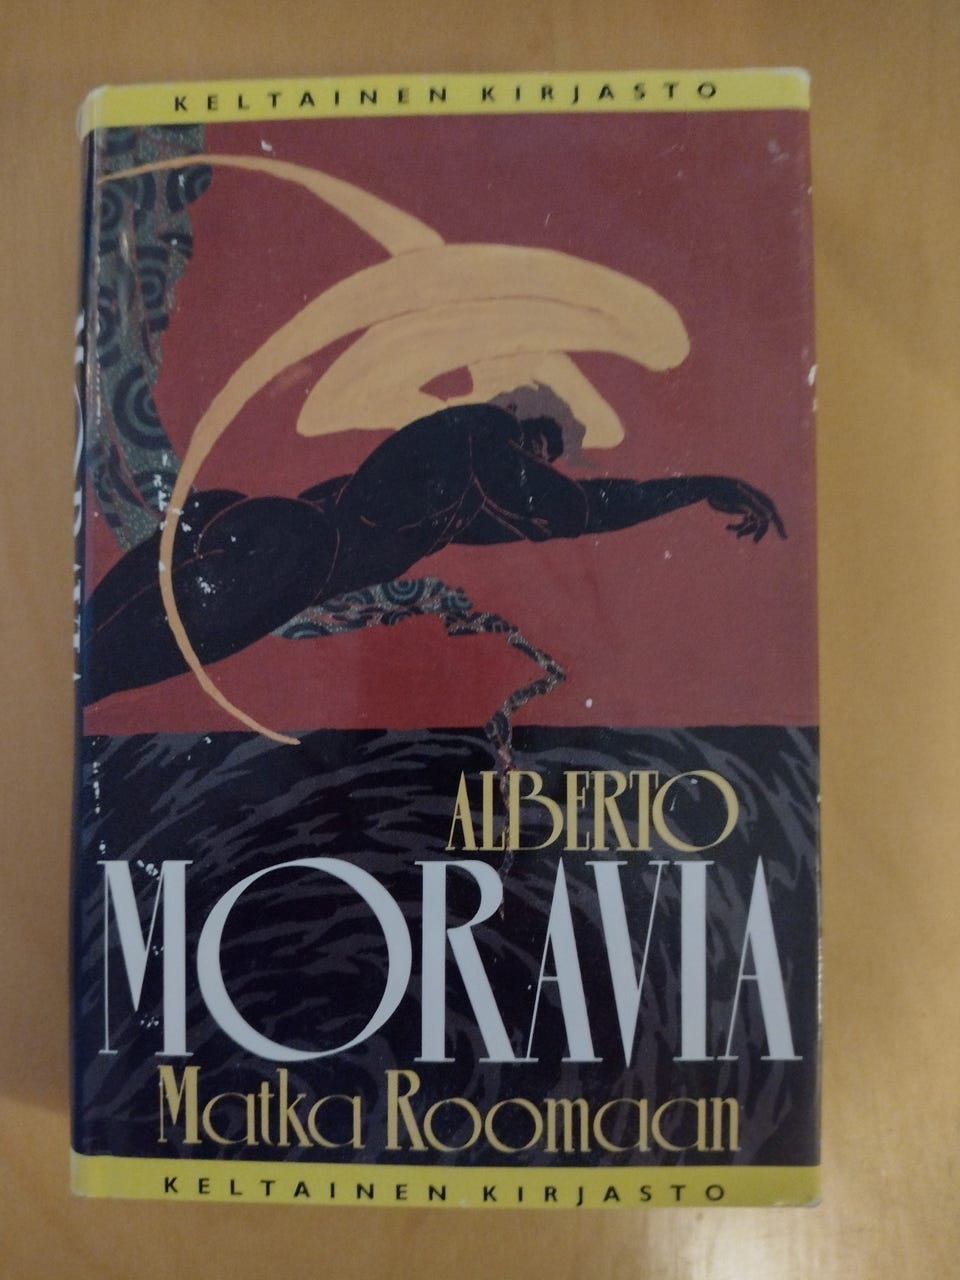 KELTAINEN KIRJASTO
ALBERTO
MORAVIA
Matka Roomaan
KELTAINEN KIRJASTO